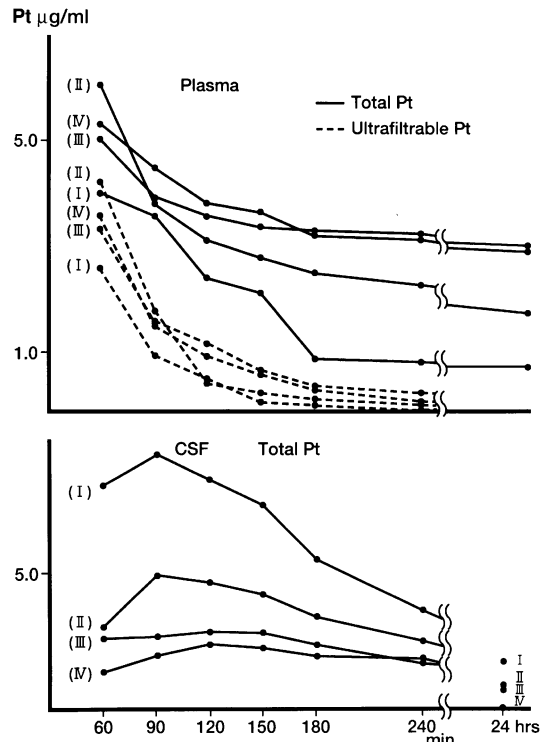 Pt μg/ml
(Ⅱ)
Plasma
Total Pt
(Ⅳ)
Ultrafiltrable Pt
5.0
(Ⅲ)
(Ⅱ)
(Ⅰ)
(Ⅳ)
(Ⅲ)
(Ⅰ)
1.0
CSF Total Pt
(Ⅰ)
5.0
(Ⅱ)
(Ⅲ)
(Ⅳ)
Ⅰ
Ⅱ
Ⅲ
Ⅳ
60 90 120 150 180 240 24 hrs
min